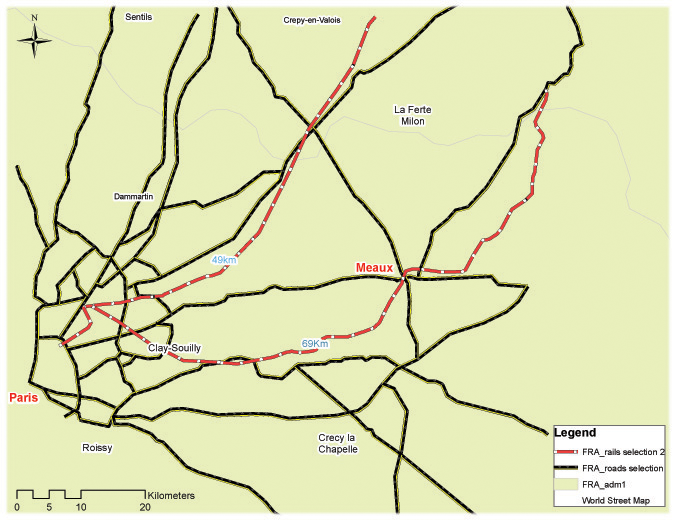 N
Sentils
Crepy-en-Valois
La Ferte
Milon
Dammartin
49km
Meaux
69Km
Clay-Souilly
Paris
Roissy
Crecy la
Chapelle
Legend
FRA_rails selection 2
FRA_roads selection
FRA_adm1
World Street Map
Kilometers
0 5 10 20